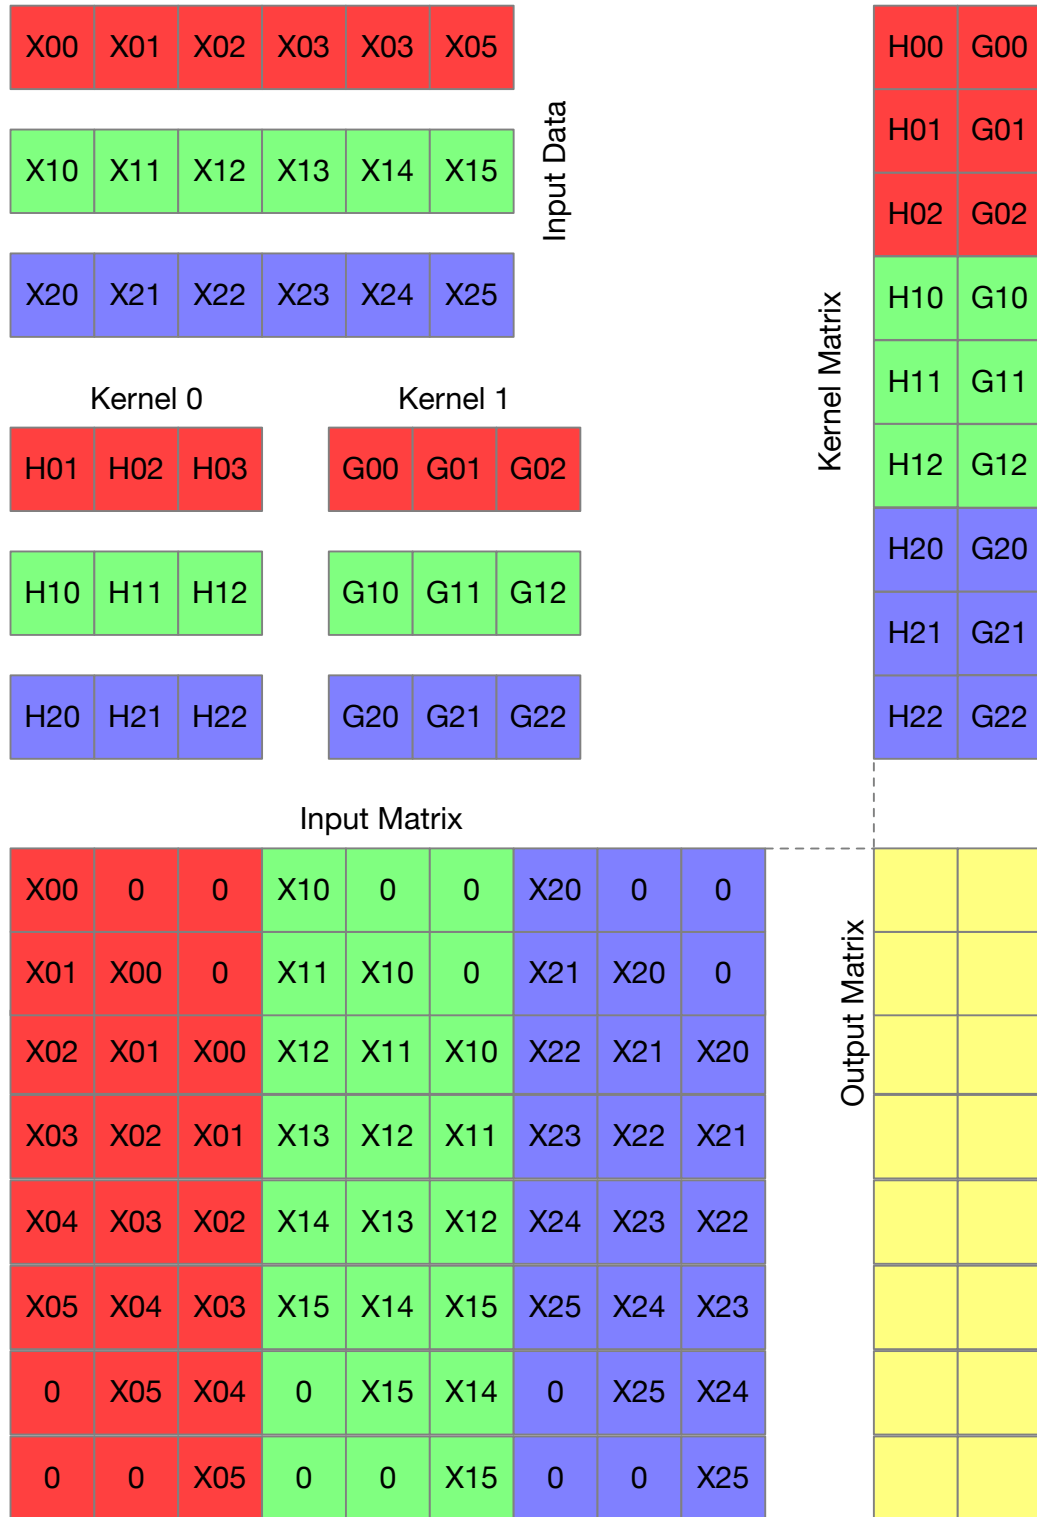 X00 X01 X02 X03 X03 X05
X10 X11 X12 X13 X14 X15
X20 X21 X22 X23 X24 X25
Input Data
Kernel 0
H01 H02 H03
H10 H11 H12
H20 H21 H22
Kernel 1
G00 G01 G02
G10 G11 G12
G20 G21 G22
Kernel Matrix
H00 G00
H01 G01
H02 G02
H10 G10
H11 G11
H12 G12
H20 G20
H21 G21
H22 G22
Input Matrix
X00 0 0 X10 0 0 X20 0 0
X01 X00 0 X11 X10 0 X21 X20 0
X02 X01 X00 X12 X11 X10 X22 X21 X20
X03 X02 X01 X13 X12 X11 X23 X22 X21
X04 X03 X02 X14 X13 X12 X24 X23 X22
X05 X04 X03 X15 X14 X15 X25 X24 X23
0 X05 X04 0 X15 X14 0 X25 X24
0 0 X05 0 0 X15 0 0 X25
Output Matrix